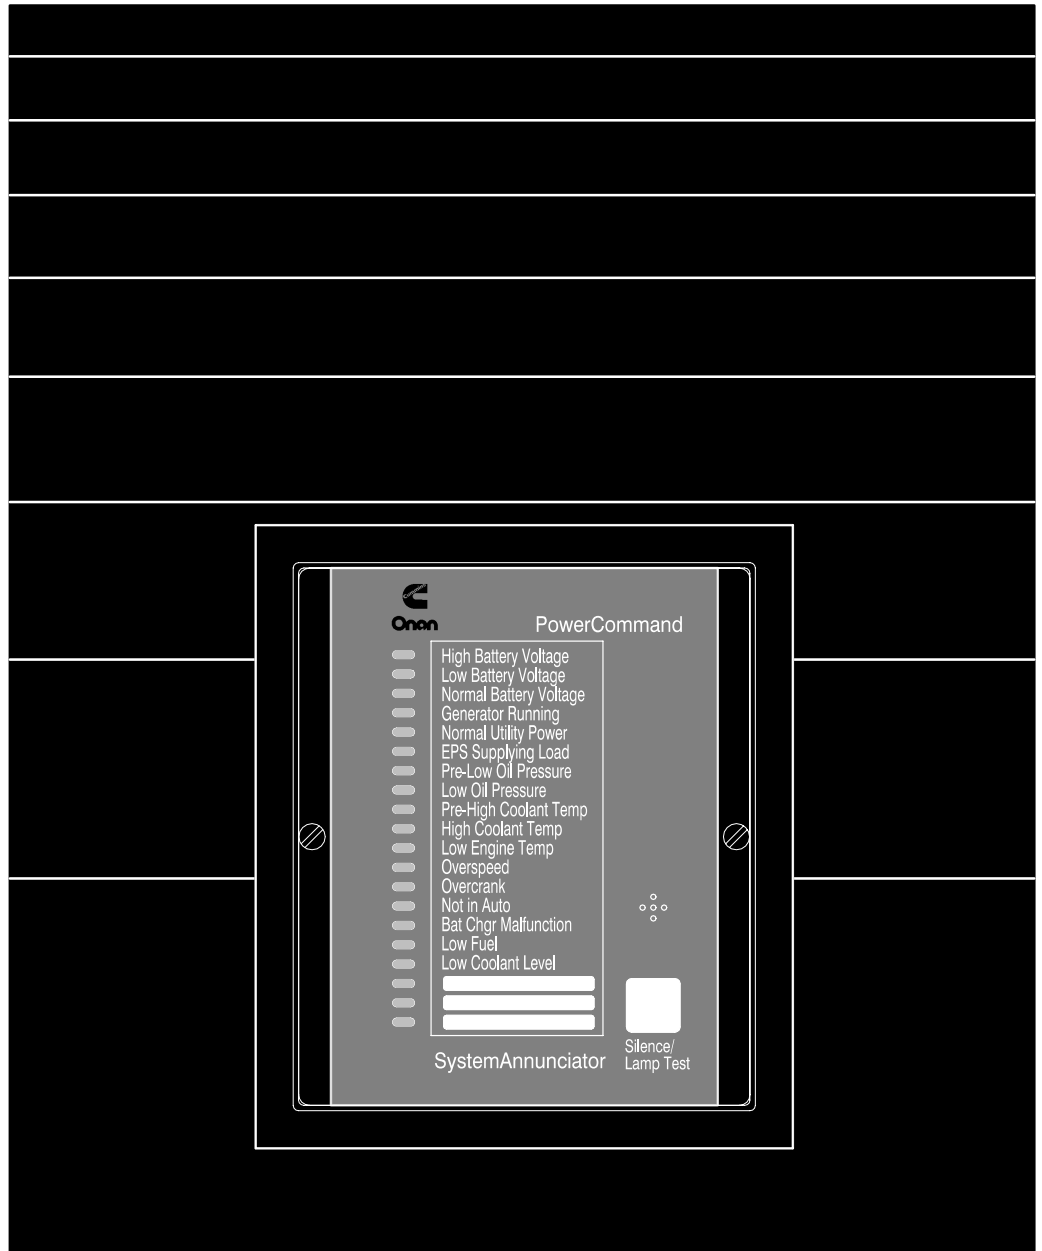 Cummins
Onan
PowerCommand
High Battery Voltage
Low Battery Voltage
Normal Battery Voltage
Generator Running
Normal Utility Power
EPS Supplying Load
Pre-Low Oil Pressure
Low Oil Pressure
Pre-High Coolant Temp
High Coolant Temp
Low Engine Temp
Overspeed
Overcrank
Not in Auto
Bat Chgr Malfunction
Low Fuel
Low Coolant Level
SystemAnnunciator
Silence/
Lamp Test